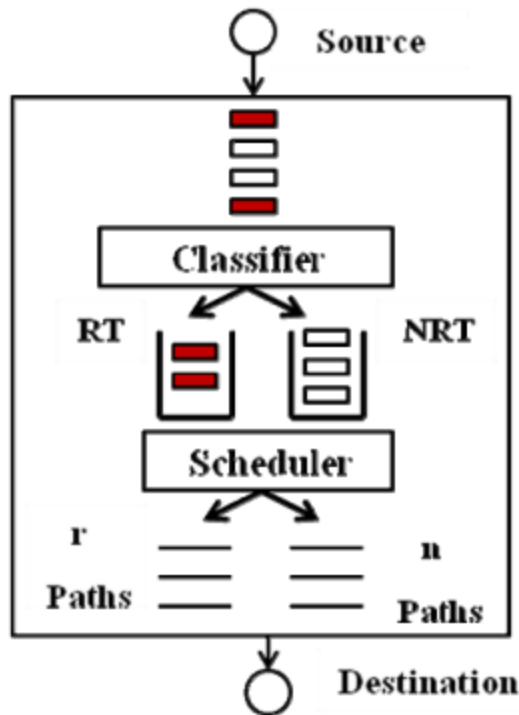 Source
Classifier
RT
NRT
Scheduler
r
Paths
n
Paths
Destination